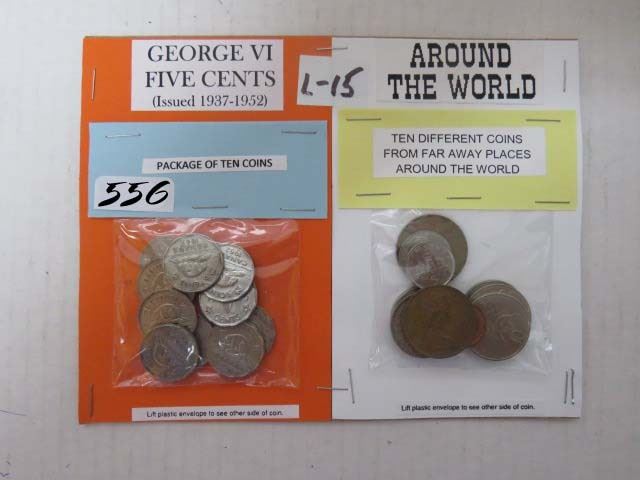 GEORGE VI
FIVE CENTS
(Issued 1937-1952)
L-15
AROUND
THE WORLD
PACKAGE OF TEN COINS
556
TEN DIFFERENT COINS
FROM FAR AWAY PLACES
AROUND THE WORLD
Lift plastic envelope to see other side of coin.
Lift plastic envelope to see other side of coin.